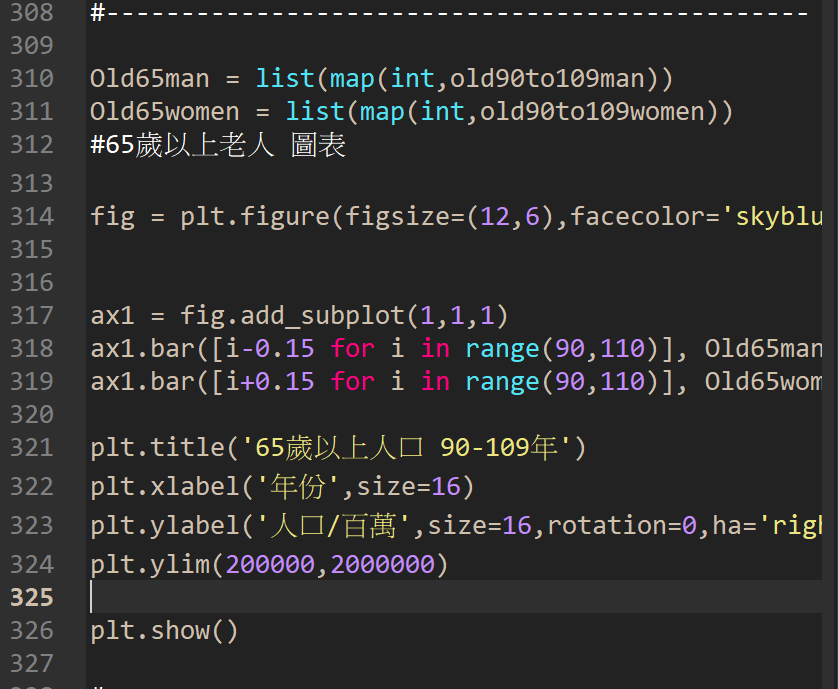 308 #-----------------------------------------------
309
310 Old65man = list(map(int,old90to109man))
311 Old65women = list(map(int,old90to109women))
312 #65歲以上老人 圖表
313
314 fig = plt.figure(figsize=(12,6),facecolor='skyblu
315
316
317 ax1 = fig.add_subplot(1,1,1)
318 ax1.bar([i-0.15 for i in range(90,110)], Old65man
319 ax1.bar([i+0.15 for i in range(90,110)], Old65wom
320
321 plt.title('65歲以上人口 90-109年')
322 plt.xlabel('年份',size=16)
323 plt.ylabel('人口/百萬',size=16,rotation=0,ha='righ
324 plt.ylim(200000,2000000)
325
326 plt.show()
327